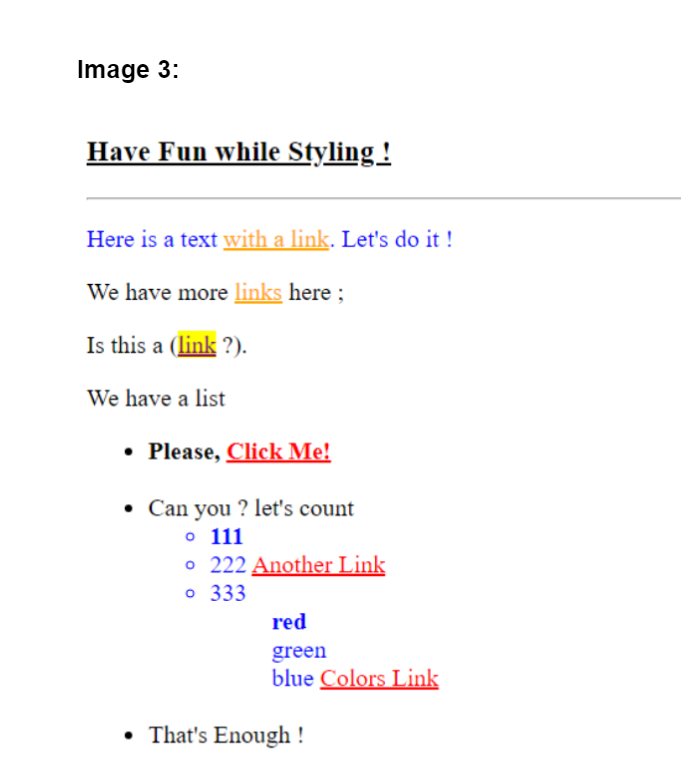 Image 3:
Have Fun while Styling !
Here is a text with a link. Let's do it !
We have more links here ;
Is this a (link ?).
We have a list
Please, Click Me!
Can you ? let's count
111
222 Another Link
333
red
green
blue Colors Link
That's Enough !